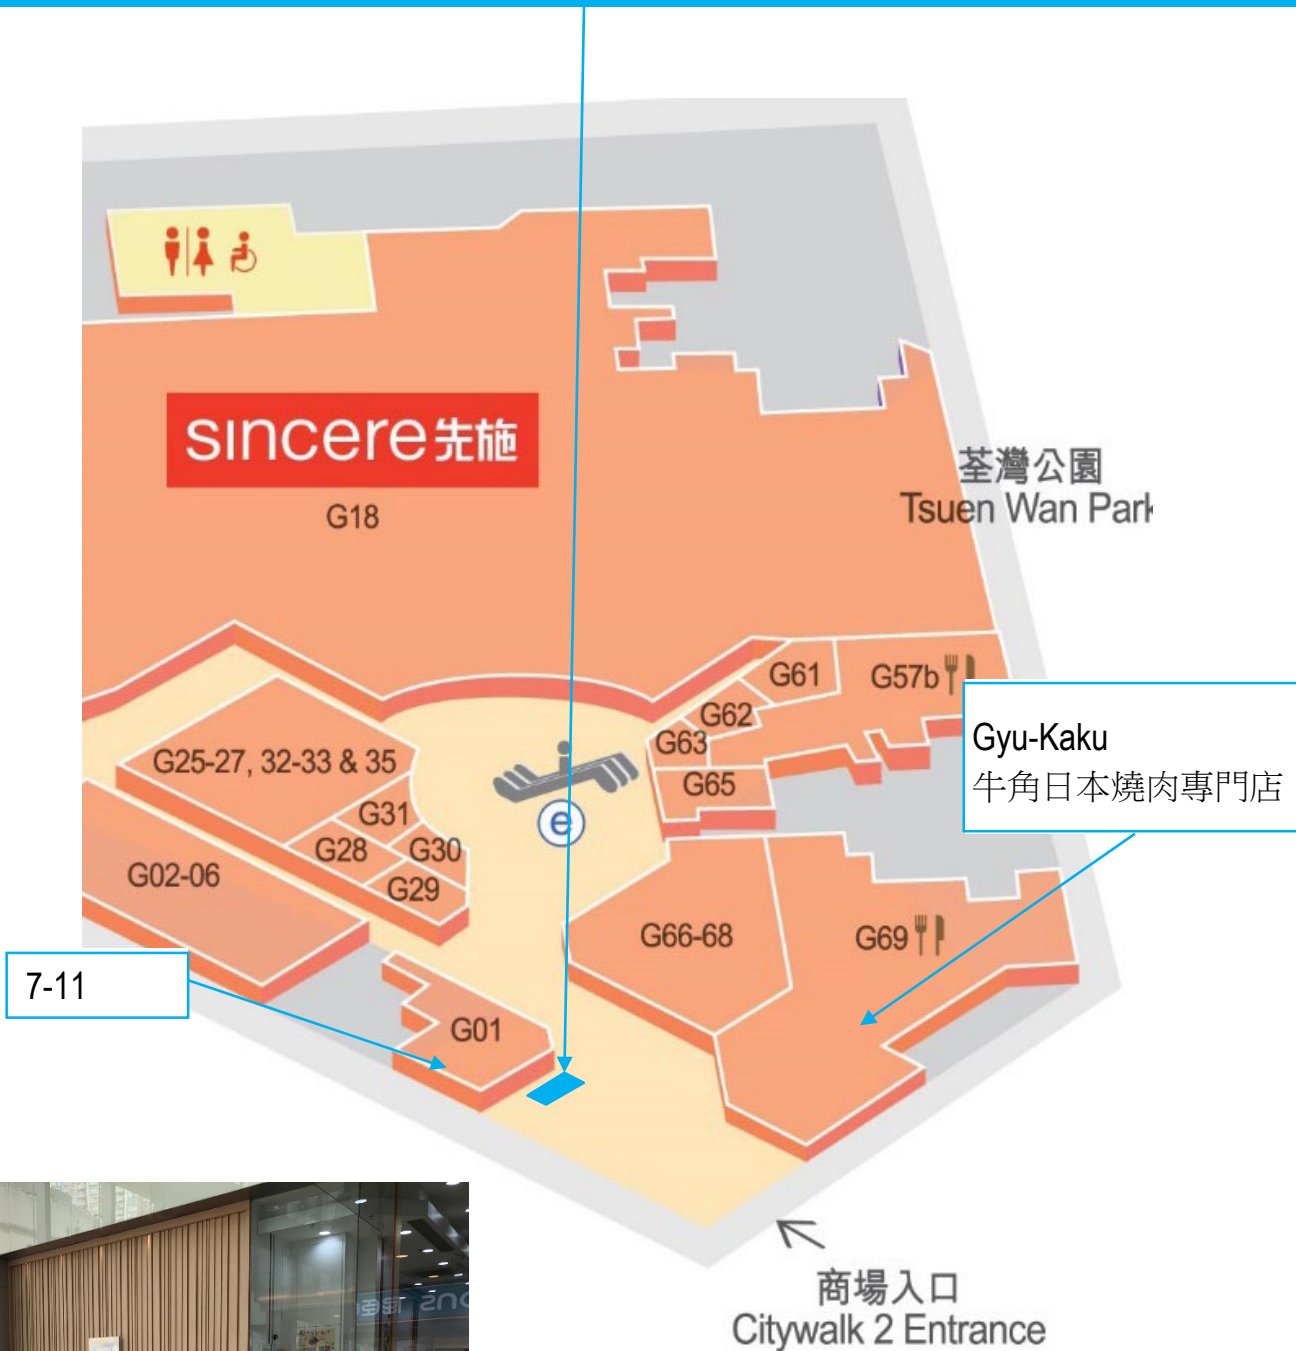 sincere先施
G18
荃灣公園
Tsuen Wan Park
G61
G57b
G62
G63
G25-27, 32-33 & 35
G65
Gyu-Kaku
牛角日本燒肉專門店
G31
G28
G30
G29
G02-06
G66-68
G69
7-11
G01
e
商場入口
Citywalk 2 Entrance